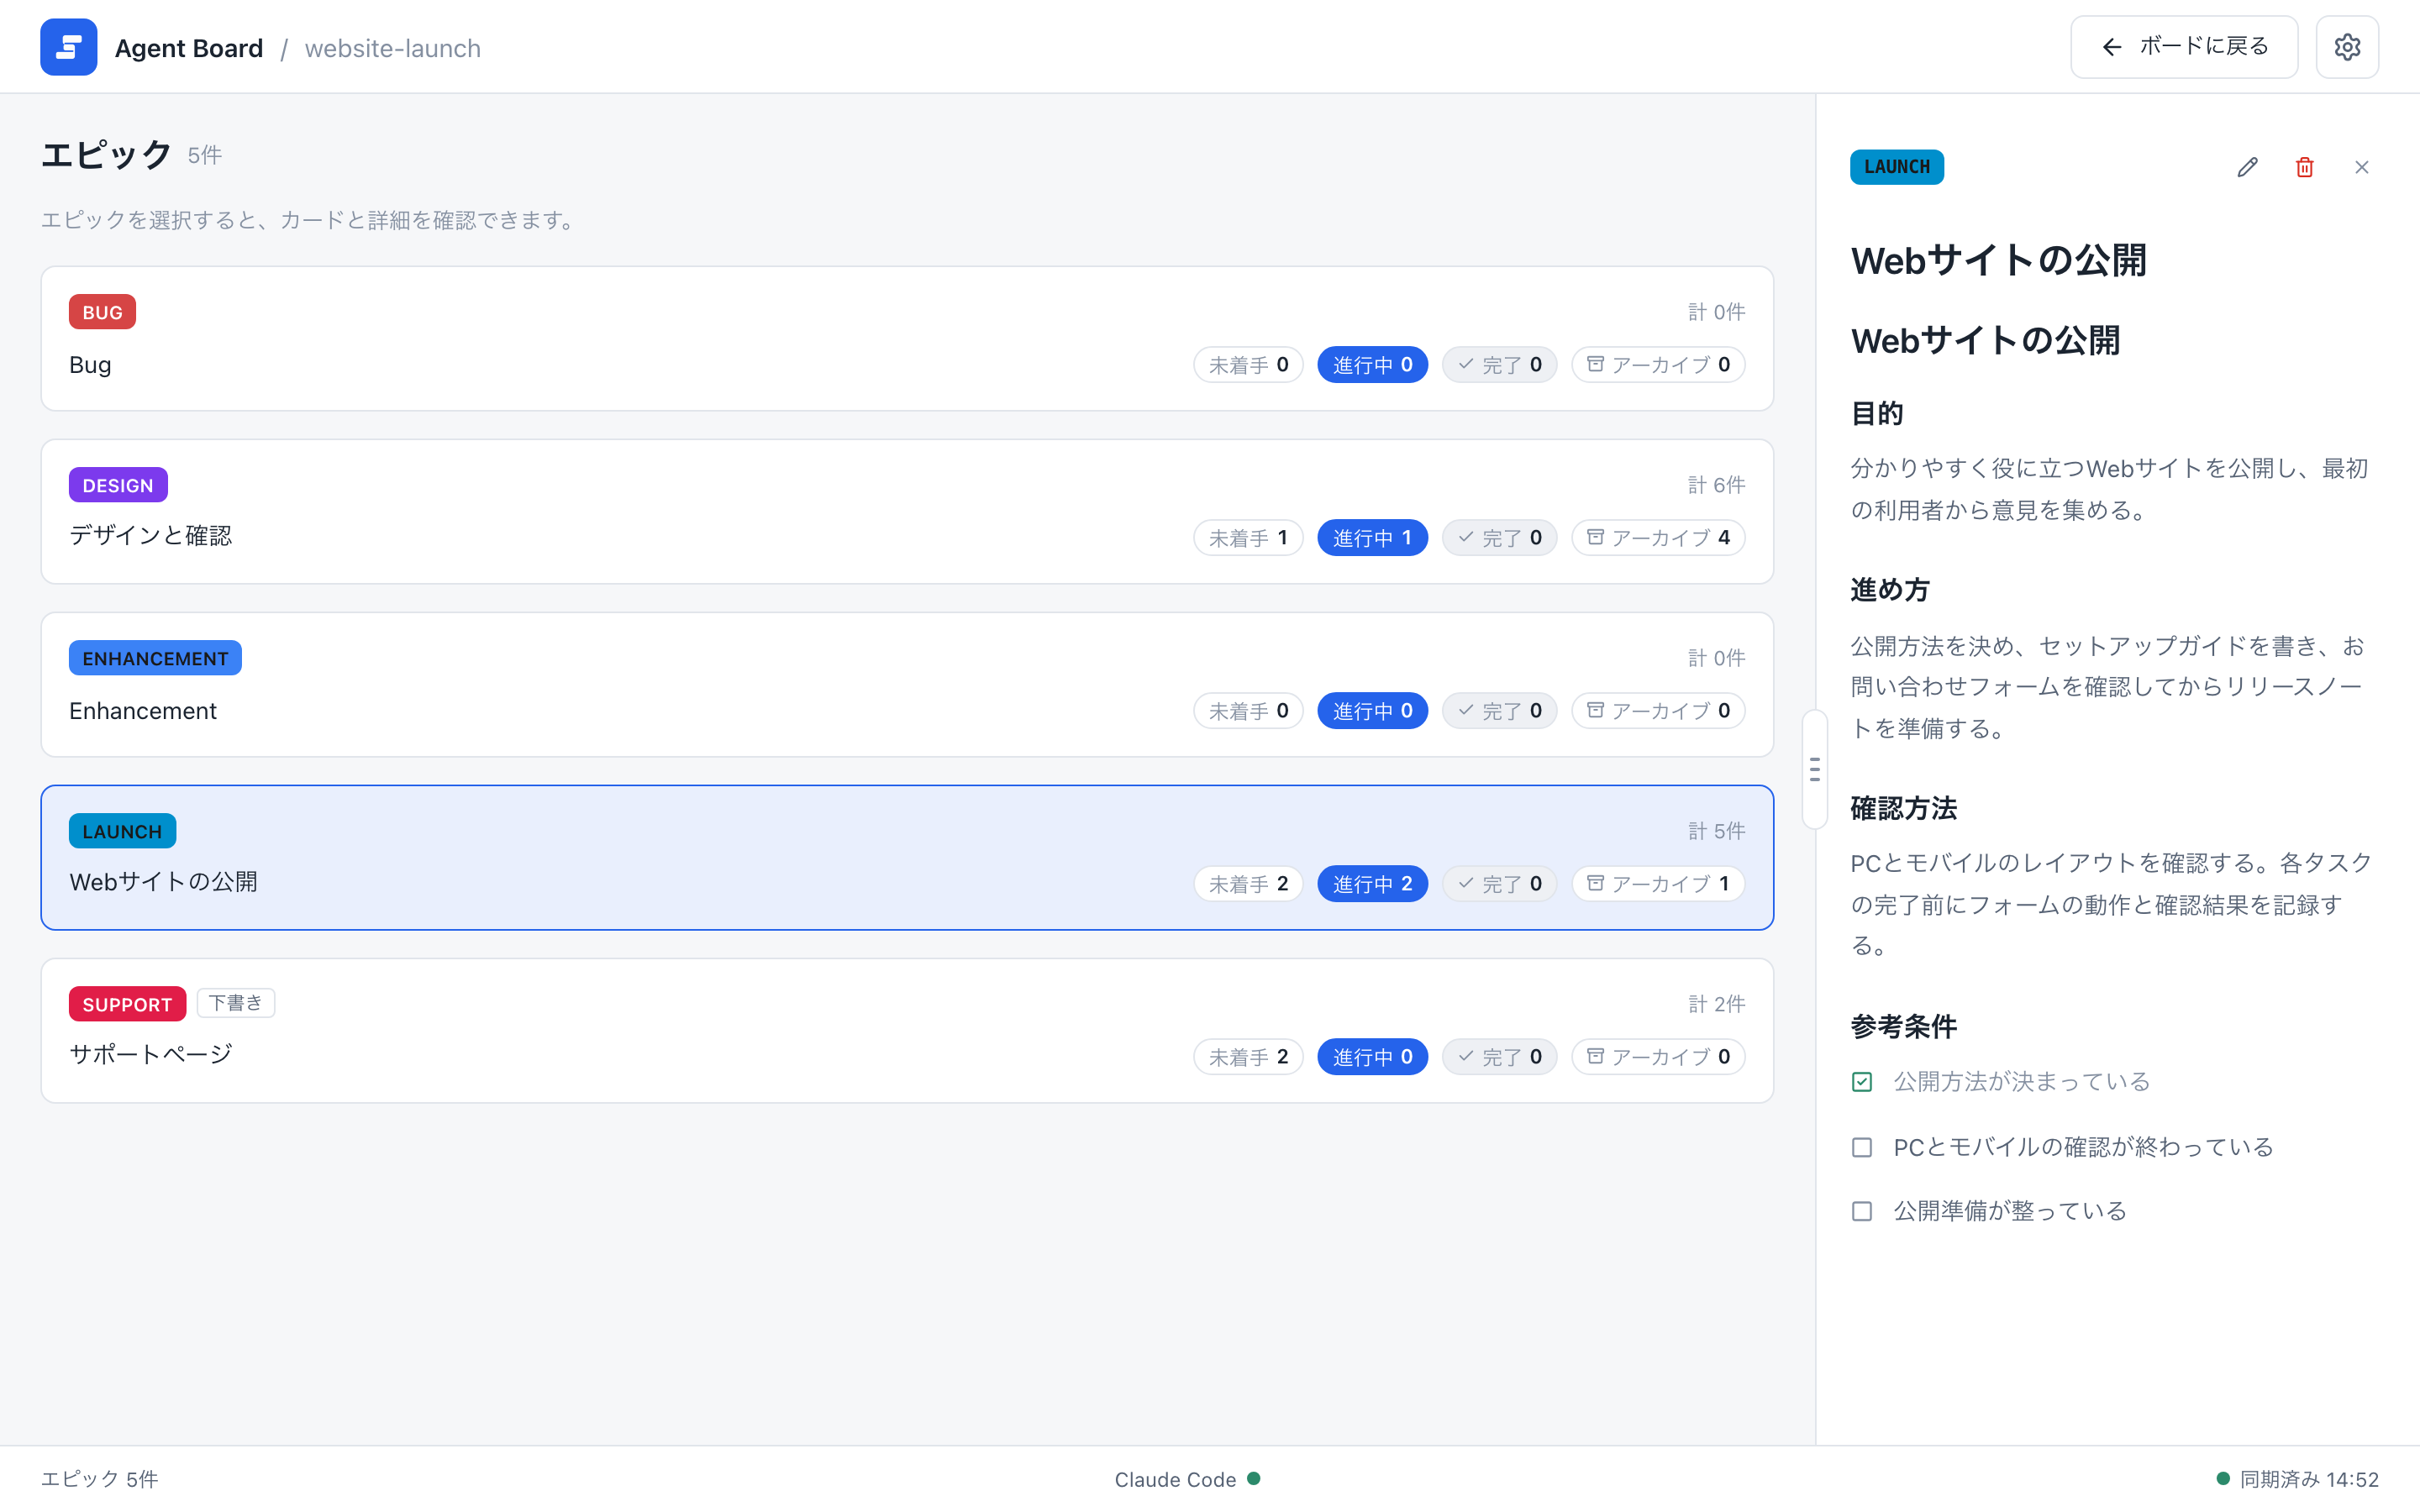 Agent Board / website-launch
ボードに戻る
エピック 5件
エピックを選択すると、カードと詳細を確認できます。
BUG
計 0件
Bug
未着手 0 進行中 0 完了 0 アーカイブ 0
DESIGN
計 6件
デザインと確認
未着手 1 進行中 1 完了 0 アーカイブ 4
ENHANCEMENT
計 0件
Enhancement
未着手 0 進行中 0 完了 0 アーカイブ 0
LAUNCH
計 5件
Webサイトの公開
未着手 2 進行中 2 完了 0 アーカイブ 1
SUPPORT 下書き
計 2件
サポートページ
未着手 2 進行中 0 完了 0 アーカイブ 0
LAUNCH
Webサイトの公開
Webサイトの公開
目的
分かりやすく役に立つWebサイトを公開し、最初
の利用者から意見を集める。
進め方
公開方法を決め、セットアップガイドを書き、お
問い合わせフォームを確認してからリリースノー
トを準備する。
確認方法
PCとモバイルのレイアウトを確認する。各タスク
の完了前にフォームの動作と確認結果を記録す
る。
参考条件
公開方法が決まっている
PCとモバイルの確認が終わっている
公開準備が整っている
エピック 5件
Claude Code
同期済み 14:52